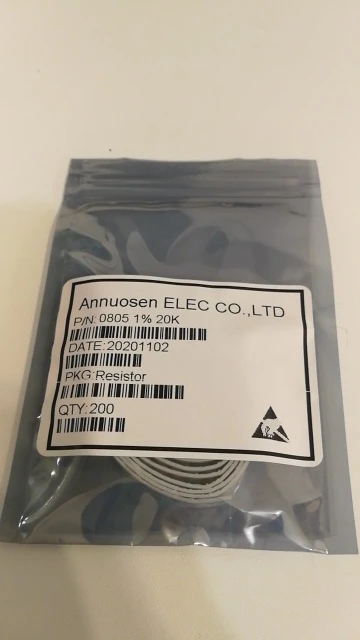 Annuosen ELEC CO.,LTD
P/N: 0805 1% 20K
DATE:20201102
PKG:Resistor
QTY:200